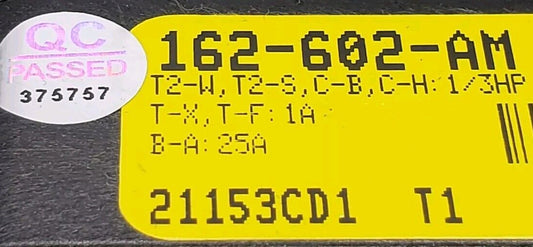 QC
PASSED
375757
162-602-AM
T2-W,T2-S,C-B,C-H:1/3HP
T-X,T-F:1A
B-A:25A
21153CD1 T1